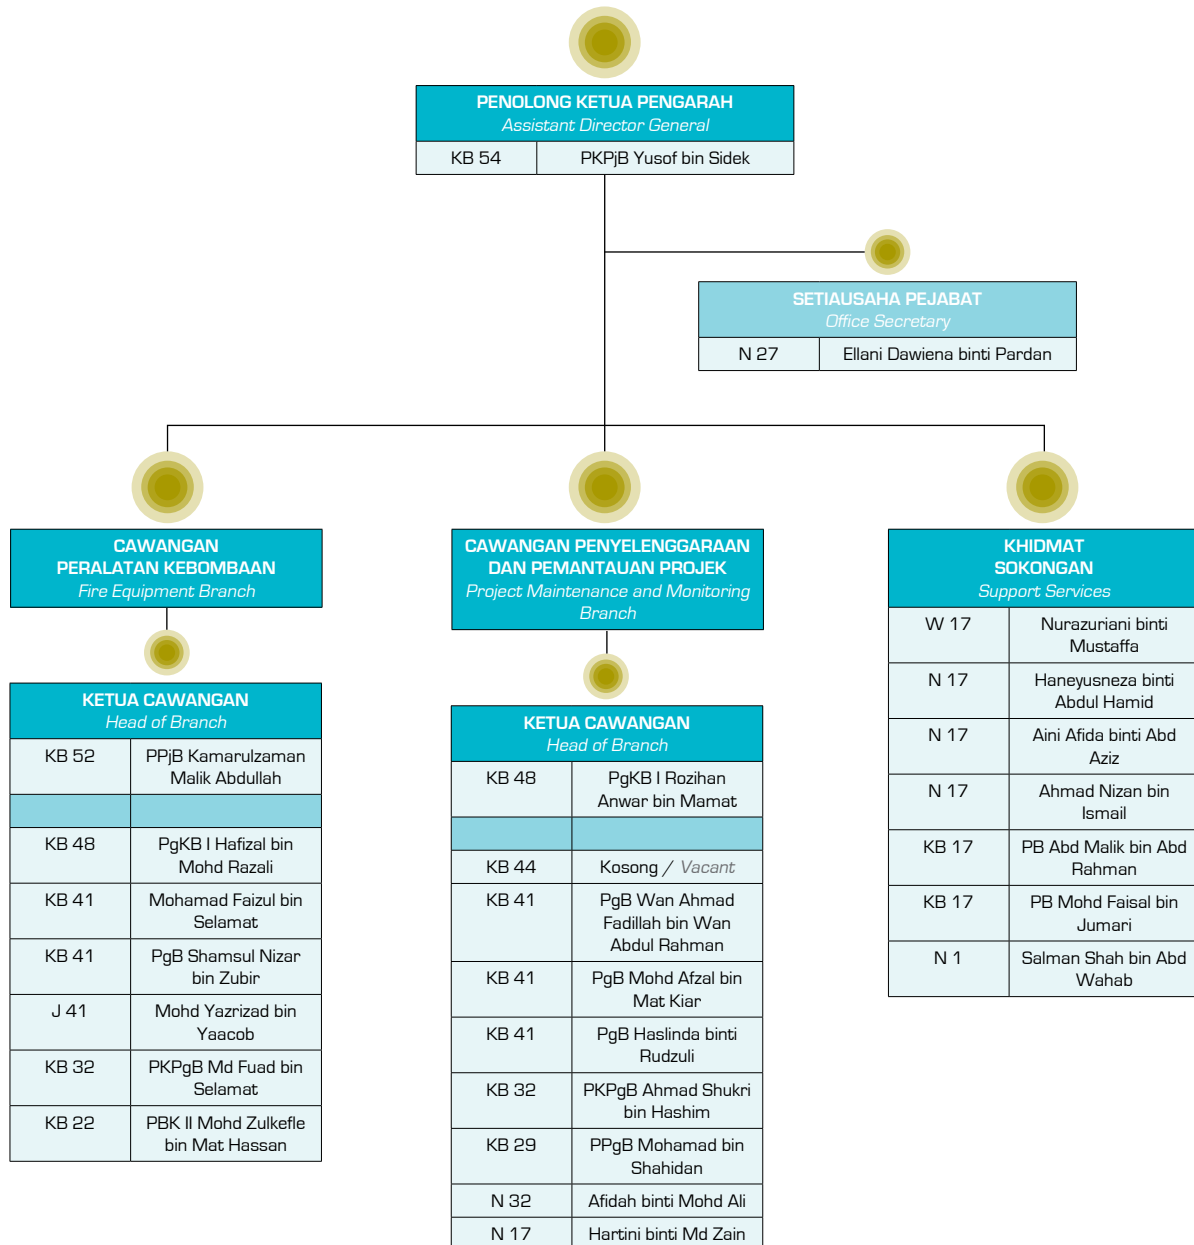 PENOLONG KETUA PENGARAH
Assistant Director General
KB 54 PKPjB Yusof bin Sidek
SETIAUSAHA PEJABAT
Office Secretary
N 27 Ellani Dawiena binti Pardan
CAWANGAN
PERALATAN KEBOMBAAN
Fire Equipment Branch
KETUA CAWANGAN
Head of Branch
KB 52 PPjB Kamarulzaman
Malik Abdullah
KB 48 PgKB I Hafizal bin
Mohd Razali
KB 41 Mohamad Faizul bin
Selamat
KB 41 PgB Shamsul Nizar
bin Zubir
J 41 Mohd Yazrizad bin
Yaacob
KB 32 PKPgB Md Fuad bin
Selamat
KB 22 PBK II Mohd Zulkefle
bin Mat Hassan
CAWANGAN PENYELENGGARAAN
DAN PEMANTAUAN PROJEK
Project Maintenance and Monitoring
Branch
KETUA CAWANGAN
Head of Branch
KB 48 PgKB I Rozihan
Anwar bin Mamat
KB 44 Kosong / Vacant
KB 41 PgB Wan Ahmad
Fadillah bin Wan
Abdul Rahman
KB 41 PgB Mohd Afzal bin
Mat Kiar
KB 41 PgB Haslinda binti
Rudzuli
KB 32 PKPgB Ahmad Shukri
bin Hashim
KB 29 PPgB Mohamad bin
Shahidan
N 32 Afidah binti Mohd Ali
N 17 Hartini binti Md Zain
KHIDMAT
SOKONGAN
Support Services
W 17 Nurazuriani binti
Mustaffa
N 17 Haneyusneza binti
Abdul Hamid
N 17 Aini Afida binti Abd
Aziz
N 17 Ahmad Nizan bin
Ismail
KB 17 PB Abd Malik bin Abd
Rahman
KB 17 PB Mohd Faisal bin
Jumari
N 1 Salman Shah bin Abd
Wahab